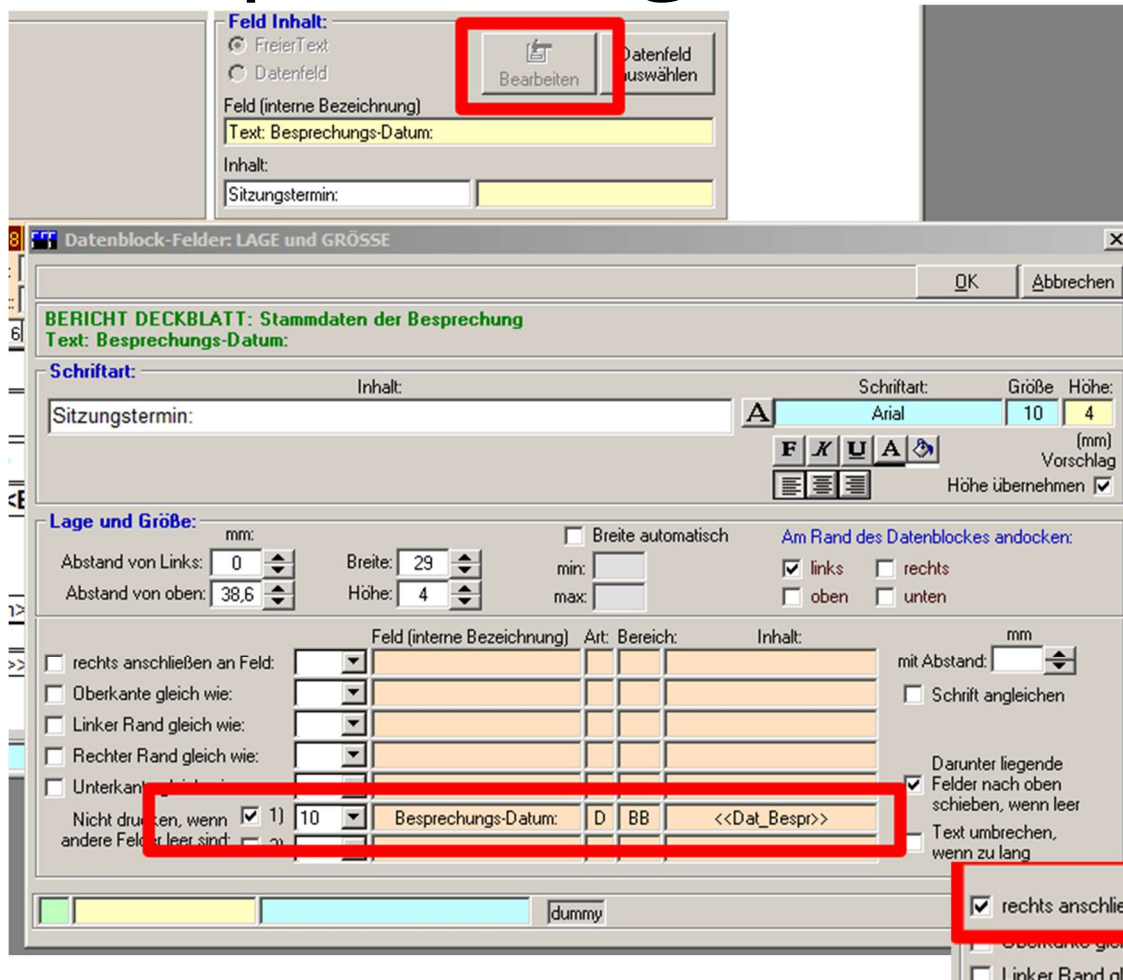 Feld Inhalt:
FreierText
Datenfeld
Bearbeiten
Datenfeld
auswählen
Feld (interne Bezeichnung)
Text: Besprechungs-Datum:
Inhalt:
Sitzungstermin:
8
Datenblock-Felder: LAGE und GRÖSSE
OK Abbrechen
BERICHT DECKBLATT: Stammdaten der Besprechung
6
Text: Besprechungs-Datum:
Schriftart:
Inhalt: Schriftart: Größe Höhe:
Sitzungstermin: A Arial 10 4
F K U A (mm)
Vorschlag
Höhe übernehmen
Lage und Größe:
mm: Breite automatisch Am Rand des Datenblockes andocken:
Abstand von Links: 0 Breite: 29 min: links rechts
Abstand von oben: 38,6 Höhe: 4 max: oben unten
Feld (interne Bezeichnung) Art: Bereich: Inhalt: mm
>> rechts anschließen an Feld: mit Abstand:
Oberkante gleich wie: Schrift angleichen
Linker Rand gleich wie:
Rechter Rand gleich wie:
Darunter liegende
Felder nach oben
schieben, wenn leer
Nicht drucken, wenn 1) 10 Besprechungs-Datum: D BB <<Dat_Bespr>>
andere Felder leer sind:
Text umbrechen,
wenn zu lang
dummy
rechts anschlie
Linker Rand gl